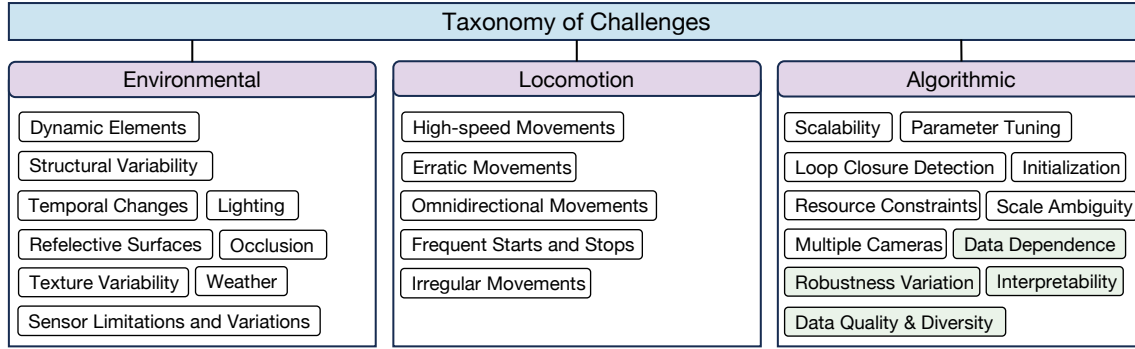 Taxonomy of Challenges
Environmental
Dynamic Elements
Structural Variability
Temporal Changes Lighting
Refelective Surfaces Occlusion
Texture Variability Weather
Sensor Limitations and Variations
Locomotion
High-speed Movements
Erratic Movements
Omnidirectional Movements
Frequent Starts and Stops
Irregular Movements
Algorithmic
Scalability Parameter Tuning
Loop Closure Detection Initialization
Resource Constraints Scale Ambiguity
Multiple Cameras Data Dependence
Robustness Variation Interpretability
Data Quality & Diversity